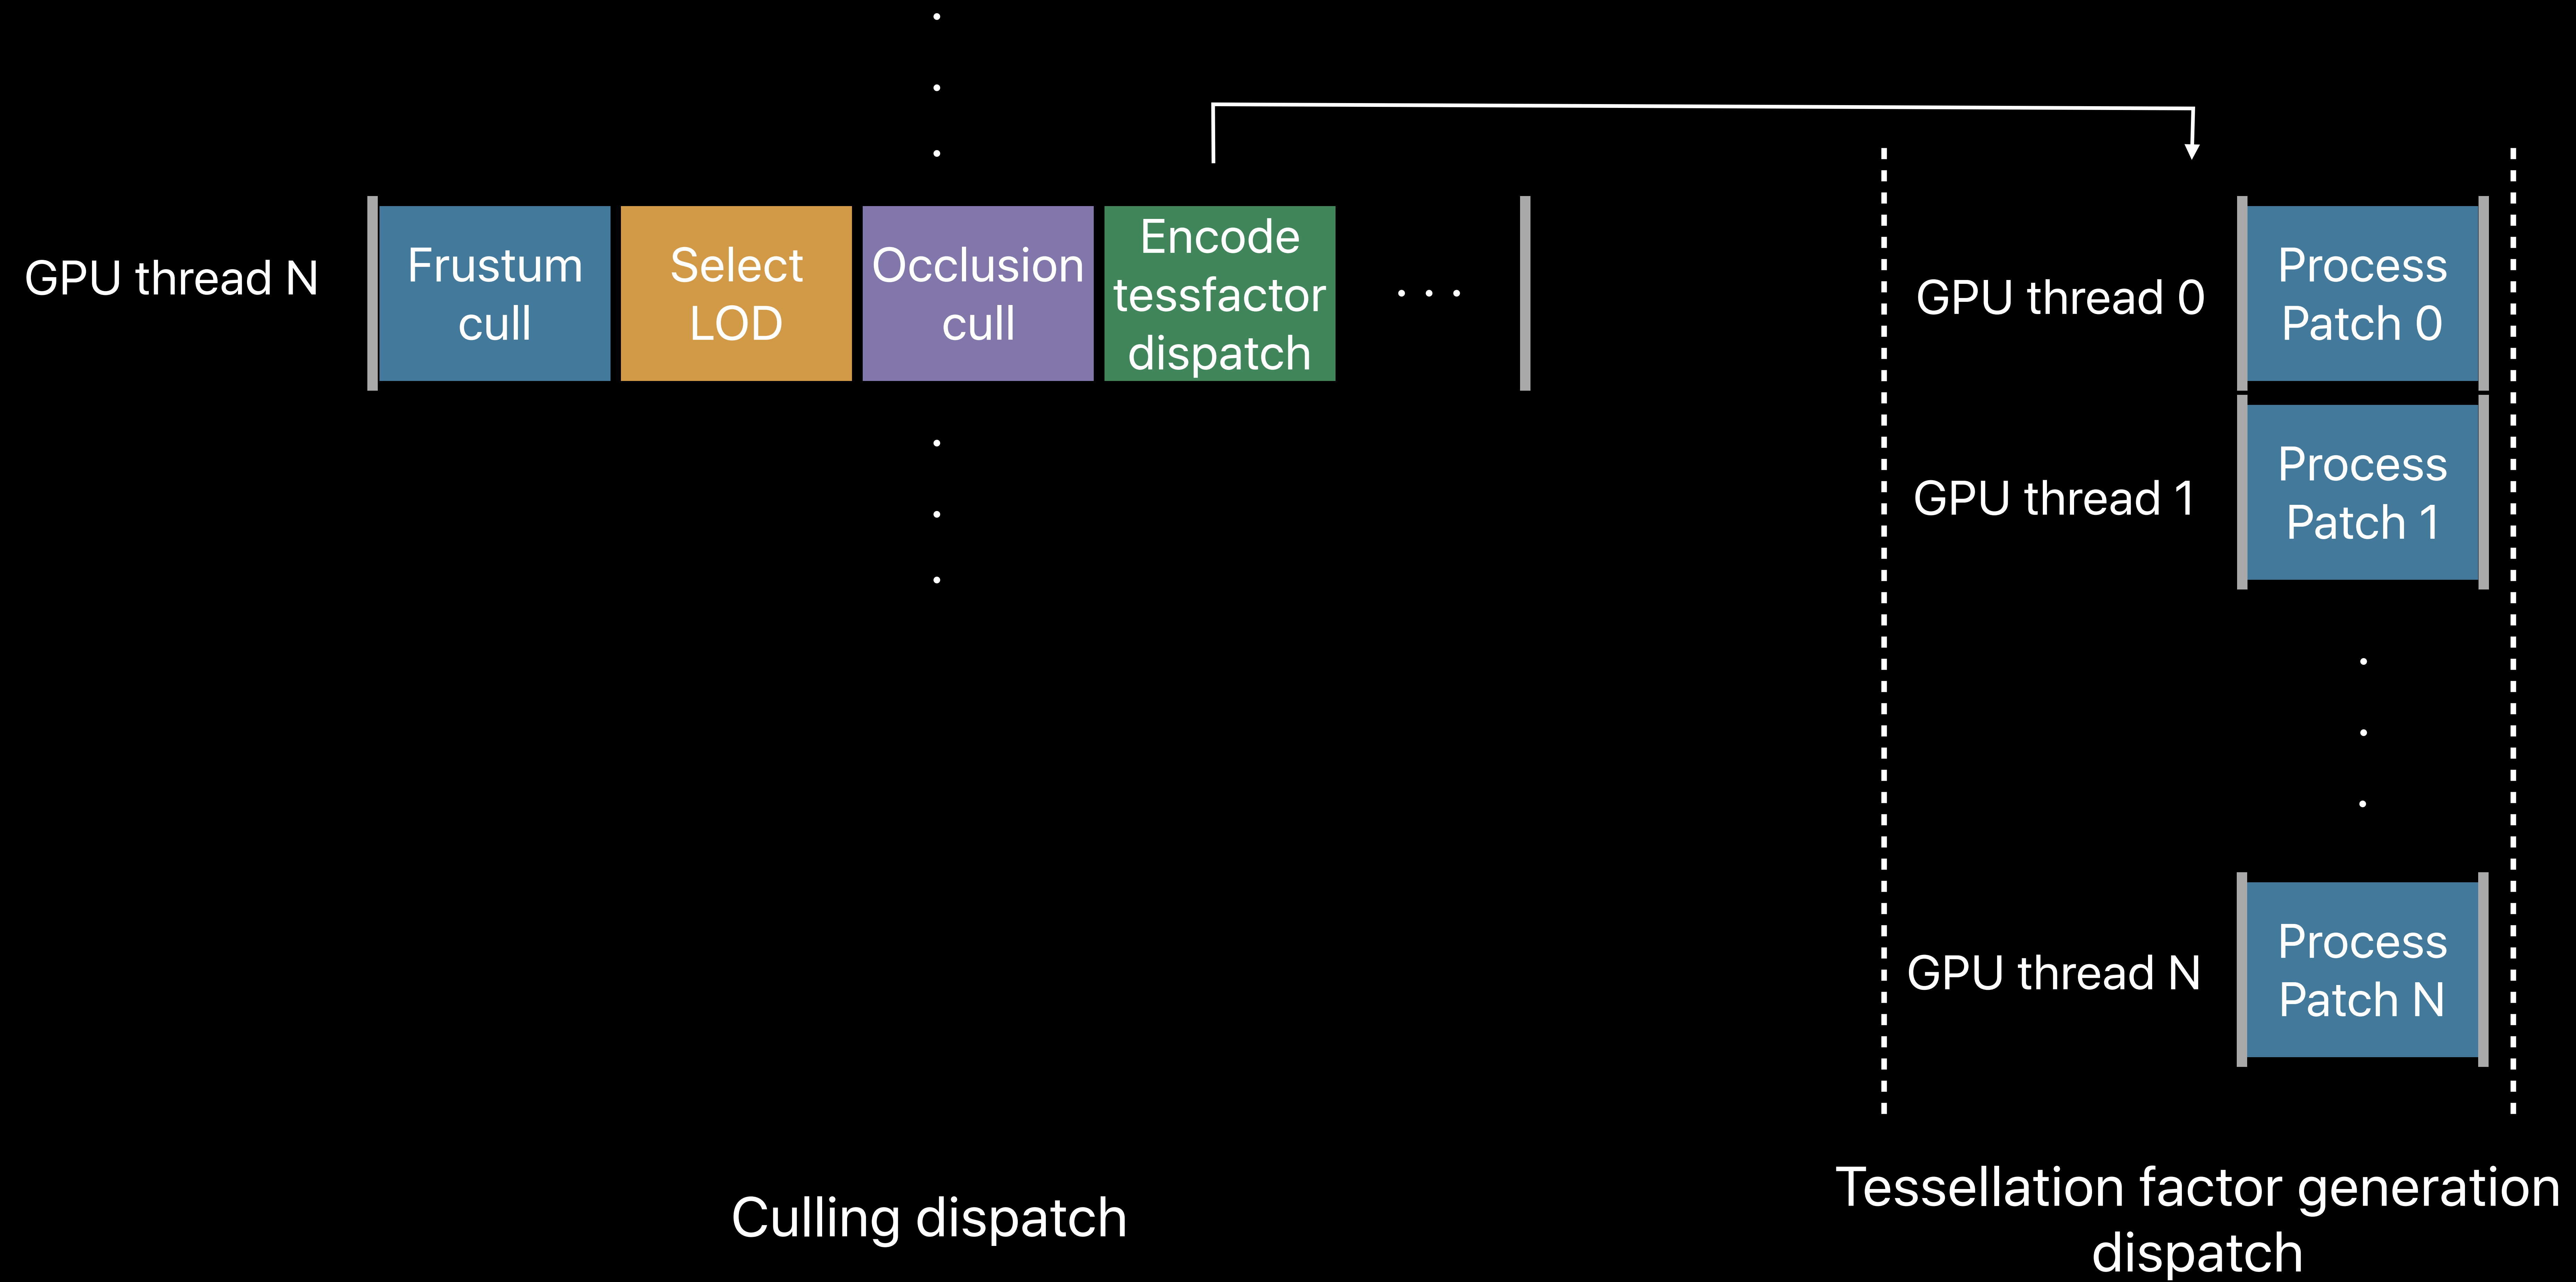 GPU thread N
Frustum
cull
Select
LOD
Occlusion
cull
Encode
tessfactor
dispatch
. . .
GPU thread 0
Process
Patch 0
GPU thread 1
Process
Patch 1
GPU thread N
Process
Patch N
Culling dispatch
Tessellation factor generation
dispatch